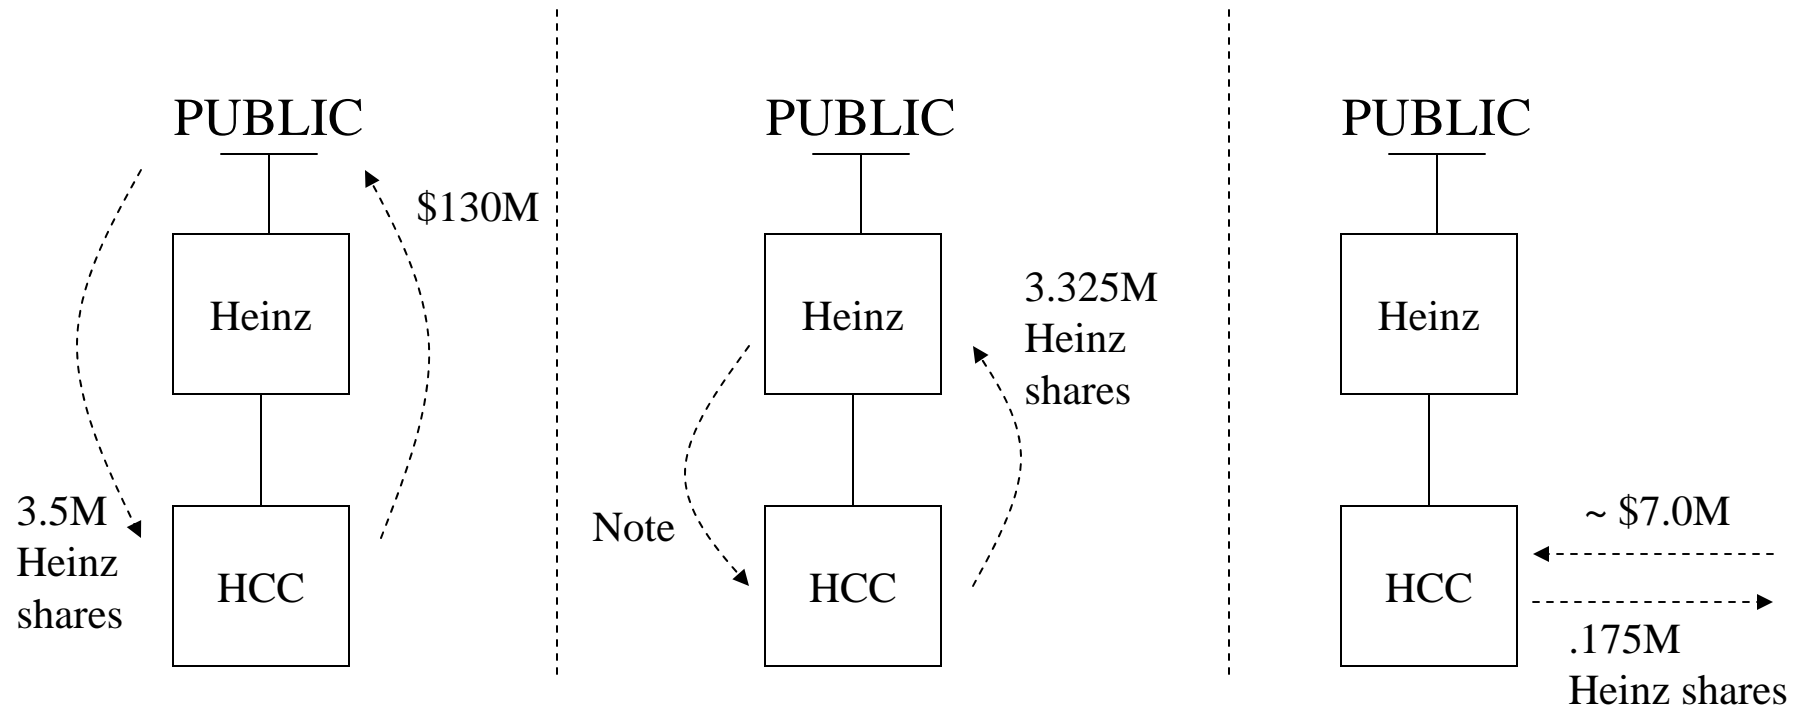 PUBLIC
$130M
Heinz
3.5M
Heinz
shares
HCC
PUBLIC
Heinz
3.325M
Heinz
shares
Note
HCC
PUBLIC
Heinz
HCC
~ $7.0M
.175M
Heinz shares